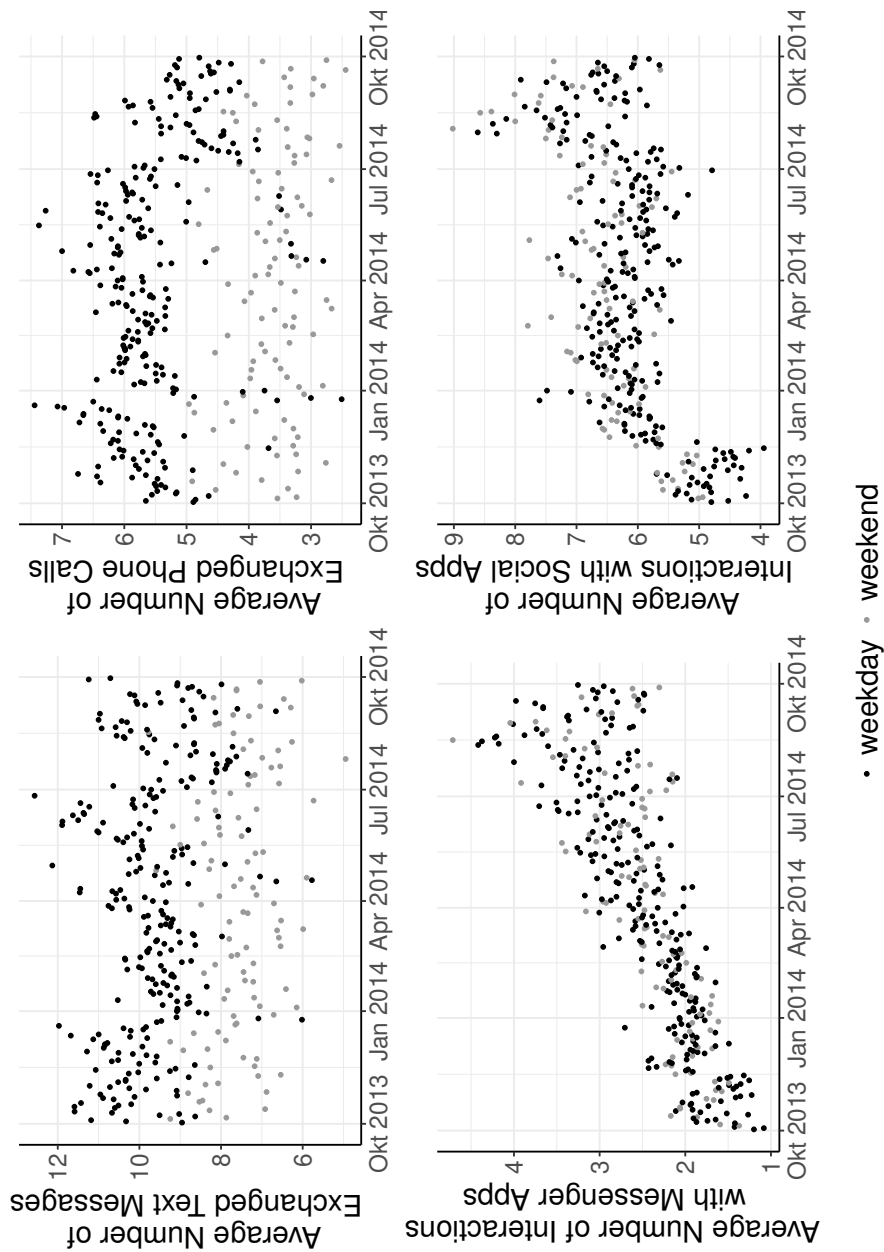 Average Number of
Exchanged Text Messages
12
10
8
6
Okt 2013 Jan 2014 Apr 2014 Jul 2014 Okt 2014
Average Number of
Exchanged Phone Calls
7
6
5
4
3
Okt 2013 Jan 2014 Apr 2014 Jul 2014 Okt 2014
Average Number of Interactions
with Messenger Apps
4
3
2
1
Okt 2013 Jan 2014 Apr 2014 Jul 2014 Okt 2014
Average Number of
Interactions with Social Apps
9
8
7
6
5
4
Okt 2013 Jan 2014 Apr 2014 Jul 2014 Okt 2014
weekday weekend